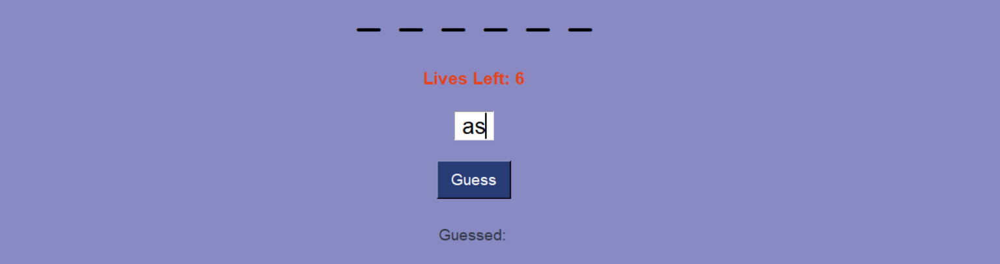 _ _ _ _ _ _
Lives Left: 6
as
Guess
Guessed: